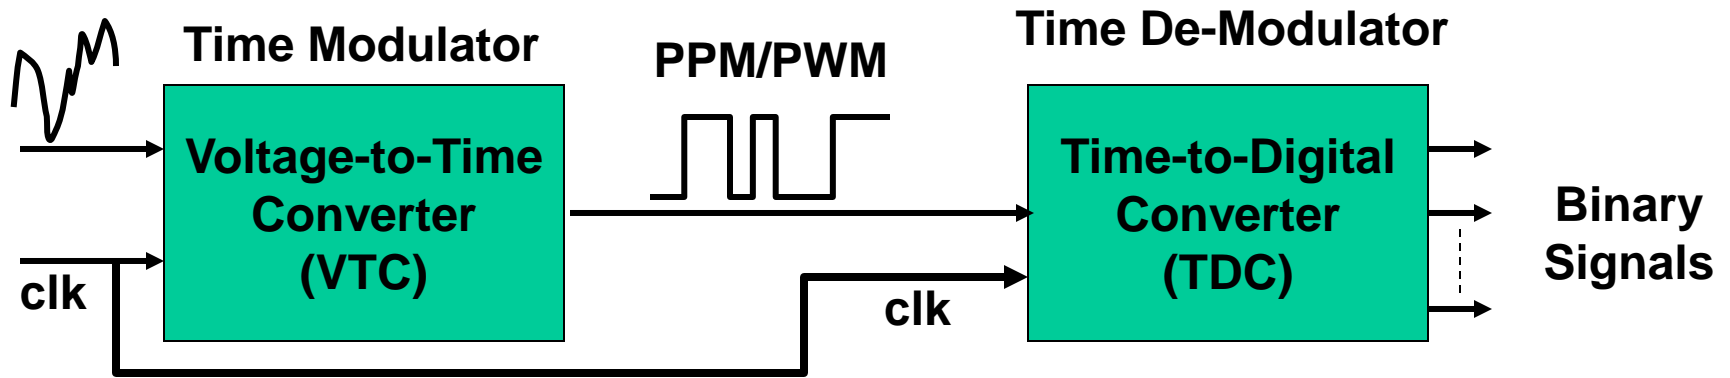 Time Modulator
Voltage-to-Time
Converter
(VTC)
clk
PPM/PWM
clk
Time De-Modulator
Time-to-Digital
Converter
(TDC)
Binary
Signals